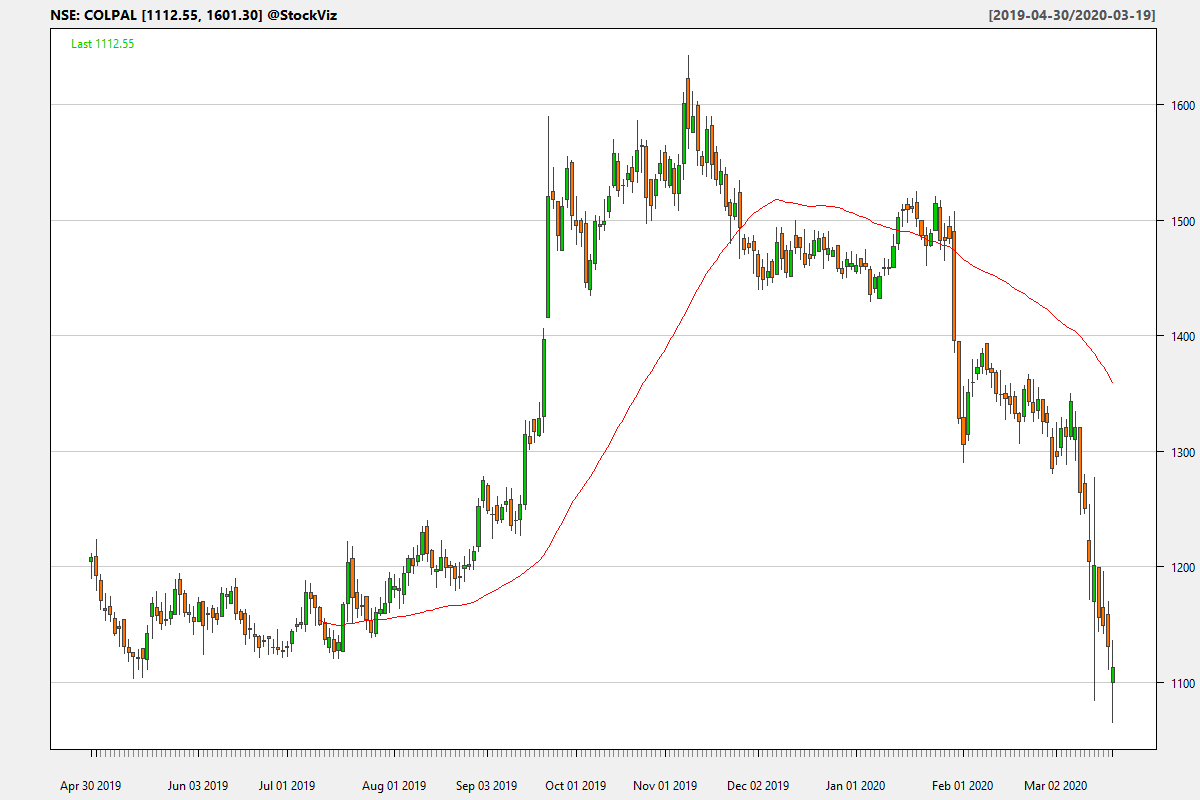 NSE: COLPAL [1112.55, 1601.30] @StockViz
[2019-04-30/2020-03-19]
Last 1112.55
1600
1500
1400
1300
1200
1100
Apr 30 2019
Jun 03 2019
Jul 01 2019
Aug 01 2019
Sep 03 2019
Oct 01 2019
Nov 01 2019
Dec 02 2019
Jan 01 2020
Feb 01 2020
Mar 02 2020